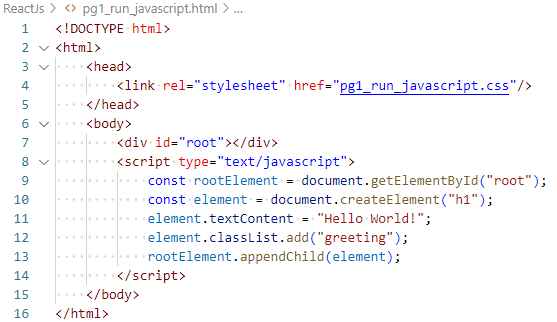 ReactJs > <> pg1_run_javascript.html > ...
1 <!DOCTYPE html>
2 <html>
3     <head>
4         <link rel="stylesheet" href="pg1_run_javascript.css"/>
5     </head>
6     <body>
7         <div id="root"></div>
8         <script type="text/javascript">
9             const rootElement = document.getElementById("root");
10             const element = document.createElement("h1");
11             element.textContent = "Hello World!";
12             element.classList.add("greeting");
13             rootElement.appendChild(element);
14         </script>
15     </body>
16 </html>